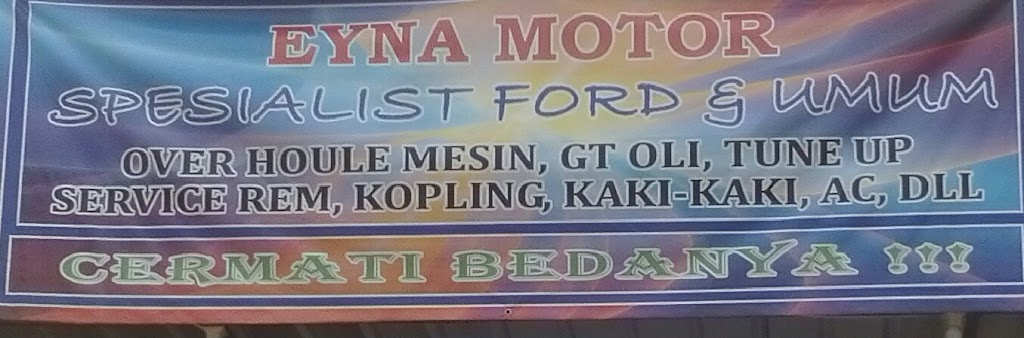 EYNA MOTOR
SPESIALIST FORD & UMUM
OVER HOULE MESIN, GT OLI, TUNE UP
SERVICE REM, KOPLING, KAKI-KAKI, AC, DLL
CERMATI BEDANYA !!!